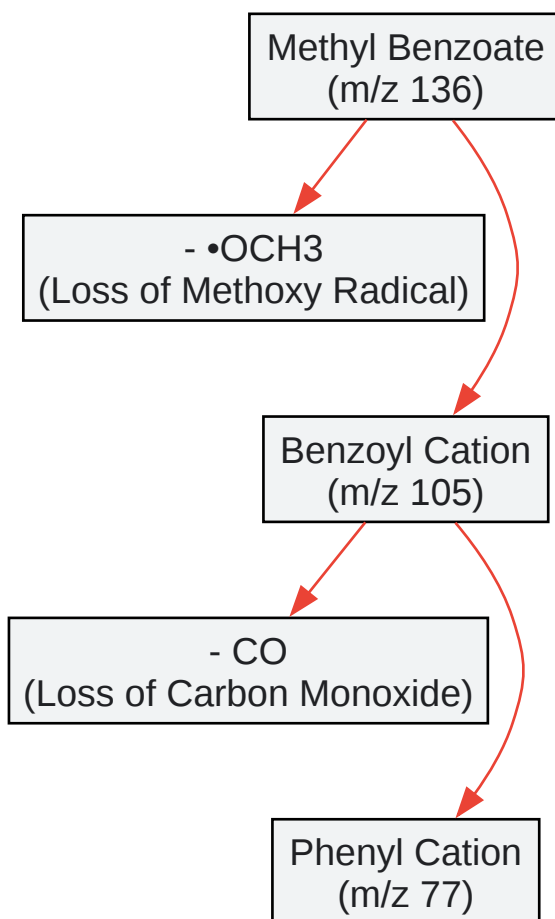 Methyl Benzoate
(m/z 136)
- •OCH3
(Loss of Methoxy Radical)
Benzoyl Cation
(m/z 105)
- CO
(Loss of Carbon Monoxide)
Phenyl Cation
(m/z 77)